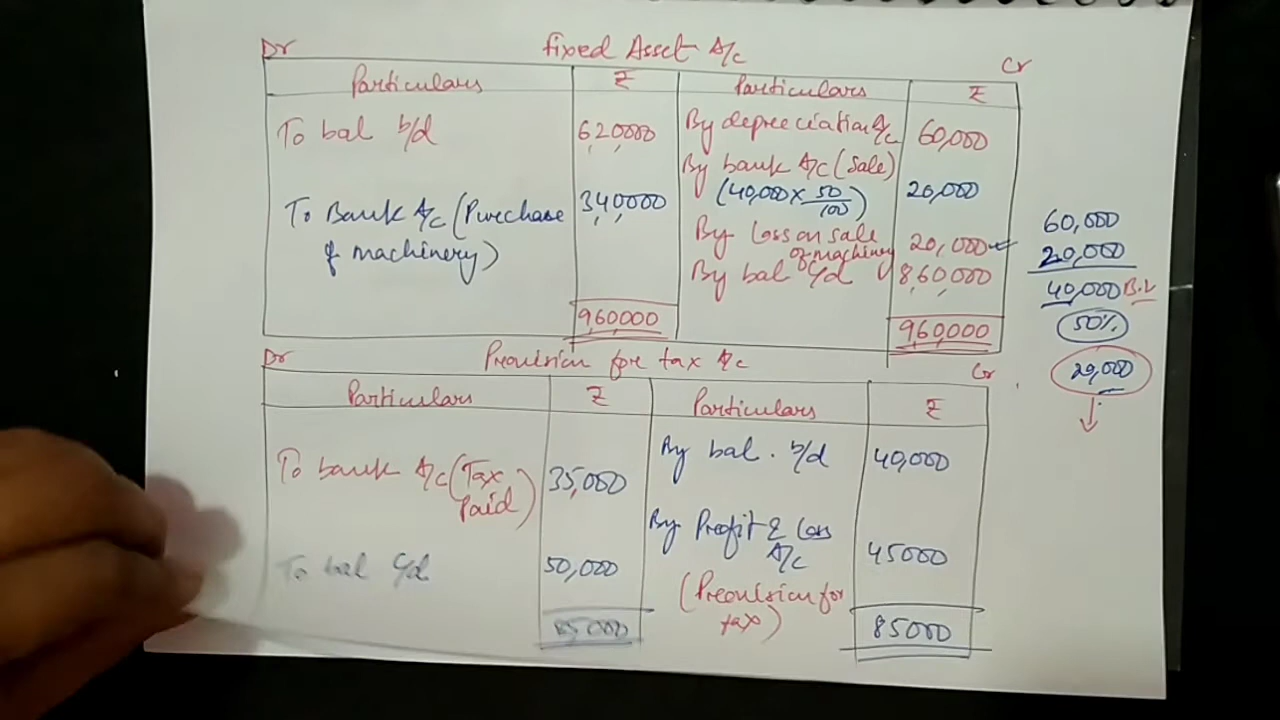 Dr Fixed Asset A/c Cr
Particulars ₹ Particulars ₹
To bal b/d 620000 By depreciation A/c 60,000
By bank A/c (Sale)
(40,000 × 50/100) 20,000
To Bank A/c (Purchase 340000
of machinery)
By Loss on sale 20,000
of machinery
By bal c/d 8,60,000
9,60000 960,000
60,000
20,000
40,000 B.V
50%
20,000
Dr Provision for tax A/c Cr
Particulars ₹ Particulars ₹
By bal. b/d 40,000
To bank A/c (Tax 35,000
Paid)
By Profit & Loss
A/c 45000
To bal c/d 50,000
(Provision for
tax)
85000 85000